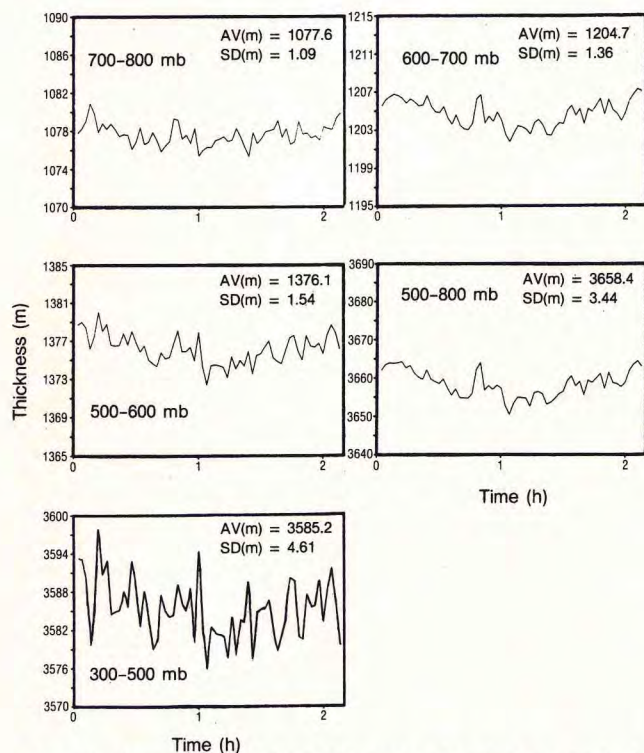 1090
1086
1082
1078
1074
1070
700–800 mb
AV(m) = 1077.6
SD(m) = 1.09
0
1
2
1215
1211
1207
1203
1199
1195
600–700 mb
AV(m) = 1204.7
SD(m) = 1.36
0
1
2
Thickness (m)
1385
1381
1377
1373
1369
1365
AV(m) = 1376.1
SD(m) = 1.54
500–600 mb
0
1
2
3690
3680
3670
3660
3650
3640
500–800 mb
AV(m) = 3658.4
SD(m) = 3.44
0
1
2
Time (h)
3600
3594
3588
3582
3576
3570
AV(m) = 3585.2
SD(m) = 4.61
300–500 mb
0
1
2
Time (h)